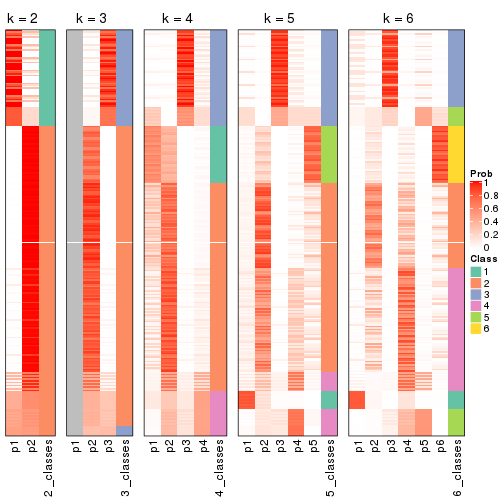 k = 2
k = 3
k = 4
k = 5
k = 6
Prob
1
0.8
0.6
0.4
0.2
0
Class
1
2
3
4
5
6
p1
p2
2_classes
p1
p2
p3
3_classes
p1
p2
p3
p4
4_classes
p1
p2
p3
p4
p5
5_classes
p1
p2
p3
p4
p5
p6
6_classes